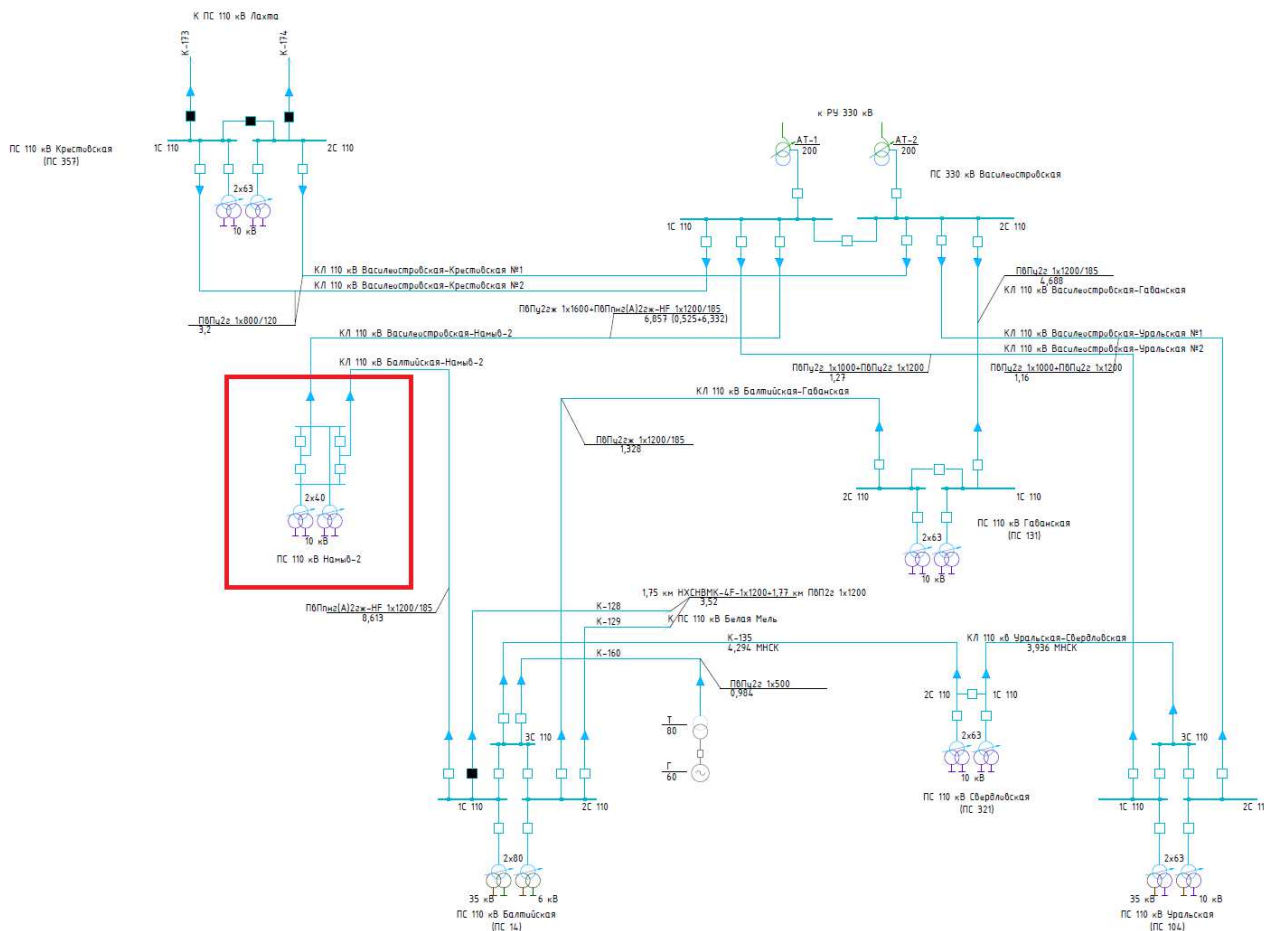 К ПС 110 кВ Лахта
К-173
К-174
ПС 110 кВ Крестовская
(ПС 357)
1С 110
2С 110
2х63
10 кВ
к РУ 330 кВ
АТ-1
200
АТ-2
200
ПС 330 кВ Василеостровская
1С 110
2С 110
КЛ 110 кВ Василеостровская-Крестовская №1
КЛ 110 кВ Василеостровская-Крестовская №2
ПвПу2г 1х800/120
3,2
ПвПу2гж 1х1600+ПвПпнг(А)2гж-HF 1х1200/185
6,857 (0,525+6,332)
ПвПу2г 1х1200/185
4,688
КЛ 110 кВ Василеостровская-Гаванская
КЛ 110 кВ Василеостровская-Намыв-2
КЛ 110 кВ Василеостровская-Уральская №1
КЛ 110 кВ Василеостровская-Уральская №2
КЛ 110 кВ Балтийская-Намыв-2
ПвПу2г 1х1000+ПвПу2г 1х1200
1,27
ПвПу2г 1х1000+ПвПу2г 1х1200
1,16
КЛ 110 кВ Балтийская-Гаванская
ПвПу2гж 1х1200/185
1,328
2х40
10 кВ
ПС 110 кВ Намыв-2
2С 110
1С 110
2х63
10 кВ
ПС 110 кВ Гаванская
(ПС 131)
ПвПпнг(А)2гж-HF 1х1200/185
8,613
1,75 км НХСНВМК-4F-1х1200+1,77 км ПвП2г 1х1200
3,52
К-128
К-129
К ПС 110 кВ Белая Мель
К-135
4,294 МНСК
К-160
КЛ 110 кВ Уральская-Свердловская
3,936 МНСК
ПвПу2г 1х500
0,984
Т
80
Г
60
2С 110
1С 110
2х63
10 кВ
ПС 110 кВ Свердловская
(ПС 321)
3С 110
1С 110
2С 110
2х80
35 кВ
6 кВ
ПС 110 кВ Балтийская
(ПС 14)
3С 110
1С 110
2С 11
2х63
35 кВ
10 кВ
ПС 110 кВ Уральская
(ПС 104)